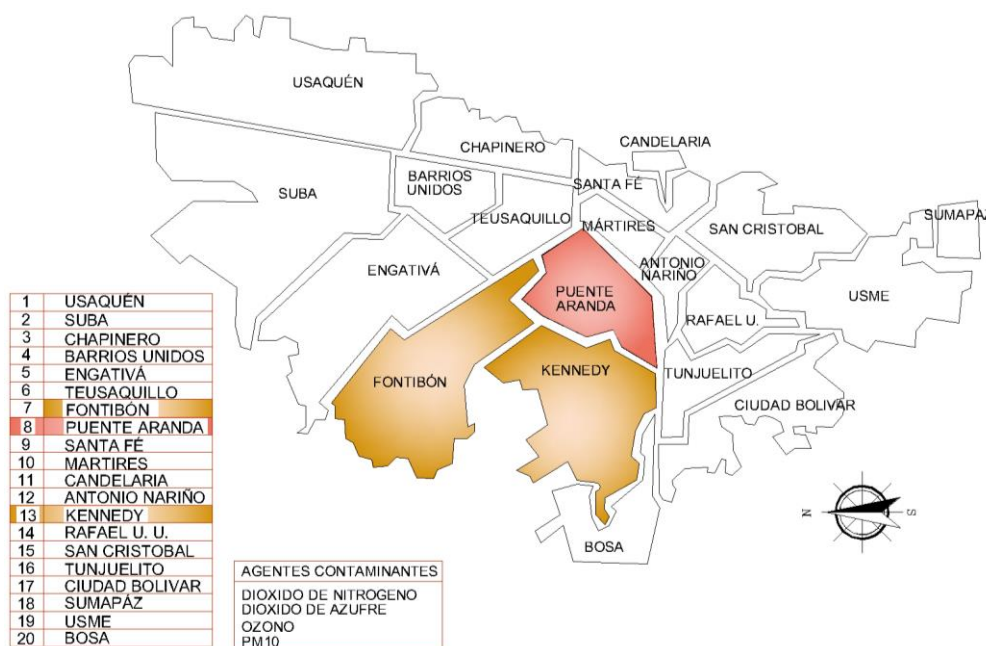 USAQUÉN
CHAPINERO
CANDELARIA
SUBA
BARRIOS
UNIDOS
SANTA FÉ
TEUSAQUILLO
MÁRTIRES
SAN CRISTOBAL
SUMAPAZ
ENGATIVÁ
ANTONIO
NARIÑO
PUENTE
ARANDA
USME
RAFAEL U.
FONTIBÓN
KENNEDY
TUNJUELITO
CIUDAD BOLIVAR
BOSA
N
S
1 USAQUÉN
2 SUBA
3 CHAPINERO
4 BARRIOS UNIDOS
5 ENGATIVÁ
6 TEUSAQUILLO
7 FONTIBÓN
8 PUENTE ARANDA
9 SANTA FÉ
10 MARTIRES
11 CANDELARIA
12 ANTONIO NARIÑO
13 KENNEDY
14 RAFAEL U. U.
15 SAN CRISTOBAL
16 TUNJUELITO
17 CIUDAD BOLIVAR
18 SUMAPÁZ
19 USME
20 BOSA
AGENTES CONTAMINANTES
DIOXIDO DE NITROGENO
DIOXIDO DE AZUFRE
OZONO
PM10